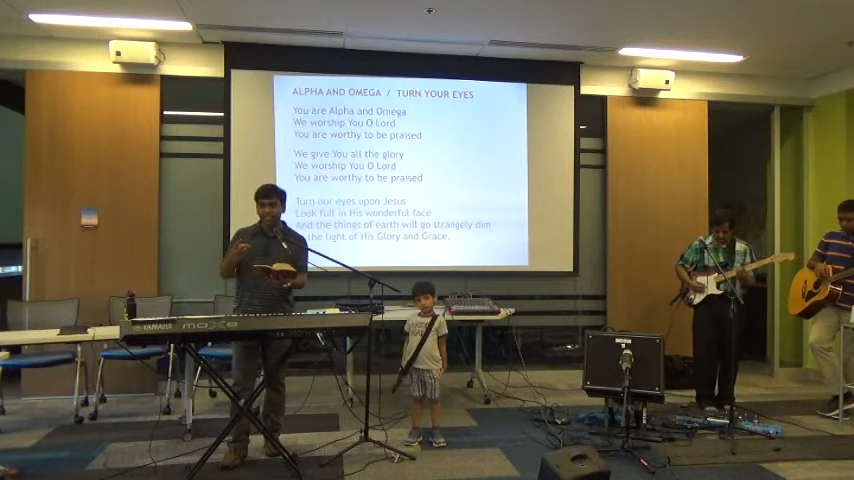 ALPHA AND OMEGA / TURN YOUR EYES
You are Alpha and Omega
We worship You O Lord
You are worthy to be praised
We give You all the glory
We worship You O Lord
You are worthy to be praised
Turn our eyes upon Jesus
Look full in His wonderful face
And the things of earth will go strangely dim
the light of His Glory and Grace.
YAMAHA MOX8